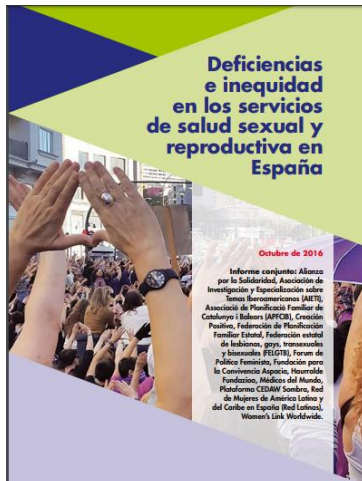 Deficiencias
e inequidad
en los servicios
de salud sexual y
reproductiva en
España
Octubre de 2016
Informe conjunto: Alianza
por la Solidaridad, Asociación de
Investigación y Especialización sobre
Temas Iberoamericanos (AIETI),
Associació de Planificació Familiar de
Catalunya i Balears (APFCIB), Creación
Positiva, Federación de Planificación
Familiar Estatal, Federación estatal
de lesbianas, gays, transexuales
y bisexuales (FELGTB), Forum de
Política Feminista, Fundación para
la Convivencia Aspacia, Haurralde
Fundazioa, Médicos del Mundo,
Plataforma CEDAW Sombra, Red
de Mujeres de América Latina y
del Caribe en España (Red Latinas),
Women's Link Worldwide.